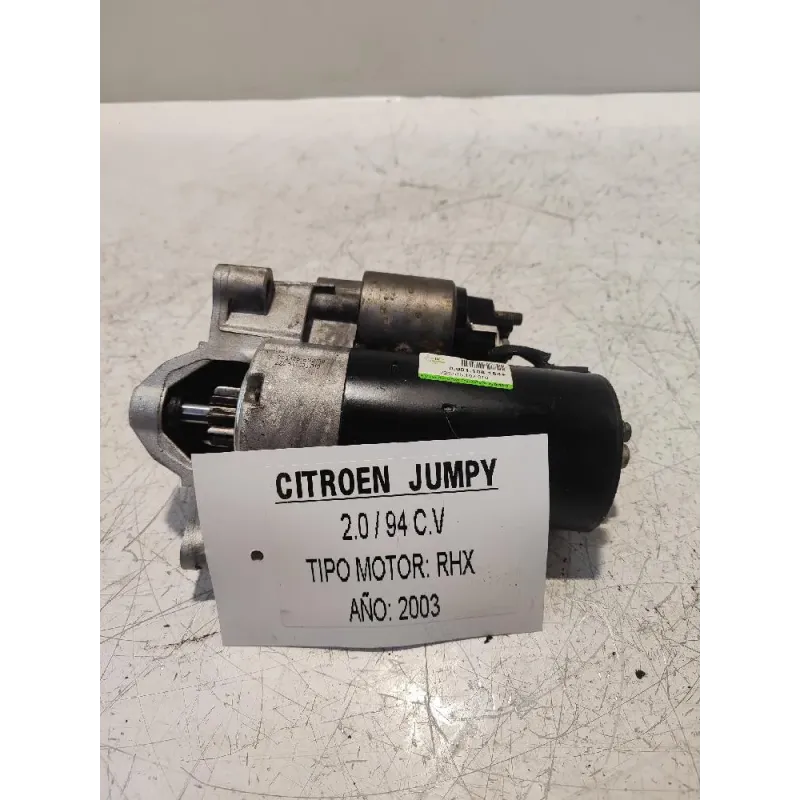 CITROEN JUMPY
2.0 / 94 C.V
TIPO MOTOR: RHX
AÑO: 2003